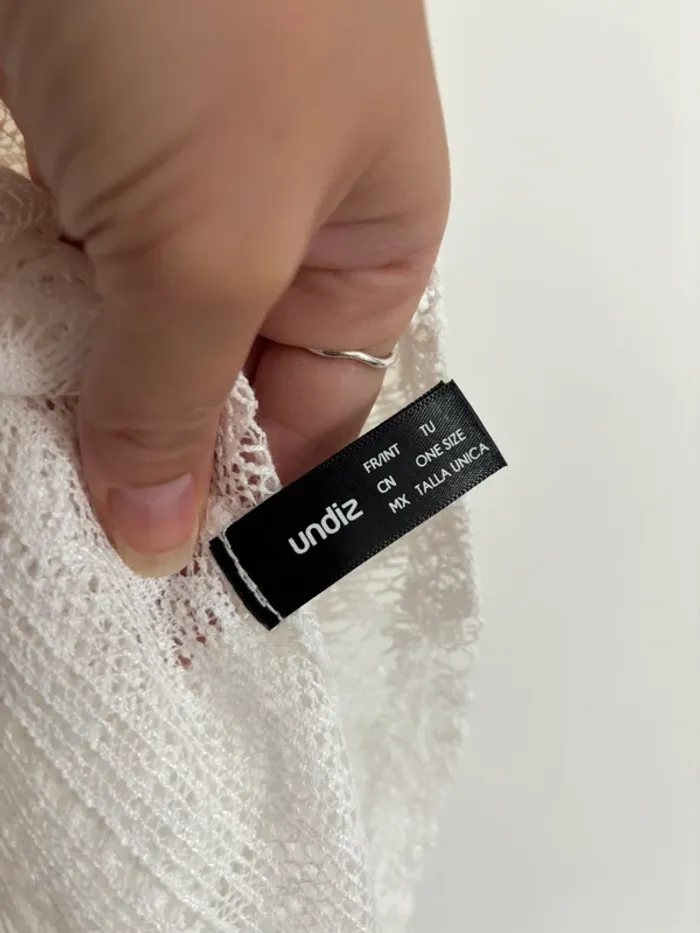 undiz
FR/INT TU
CN ONE SIZE
MX TALLA UNICA